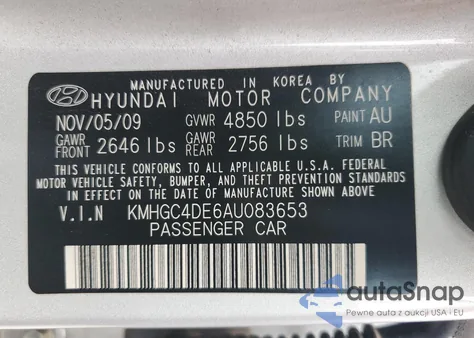 MANUFACTURED IN KOREA BY
HYUNDAI MOTOR COMPANY
NOV/05/09 GVWR 4850 lbs PAINT AU
GAWR FRONT 2646 lbs GAWR REAR 2756 lbs TRIM BR
THIS VEHICLE CONFORMS TO ALL APPLICABLE U.S.A. FEDERAL
MOTOR VEHICLE SAFETY, BUMPER, AND THEFT PREVENTION
STANDARDS IN EFFECT ON THE DATE OF MANUFACTURE SHOWN ABOVE.
V.I.N KMHGC4DE6AU083653
PASSENGER CAR
autoSnap
Pewne auta z aukcji USA i EU